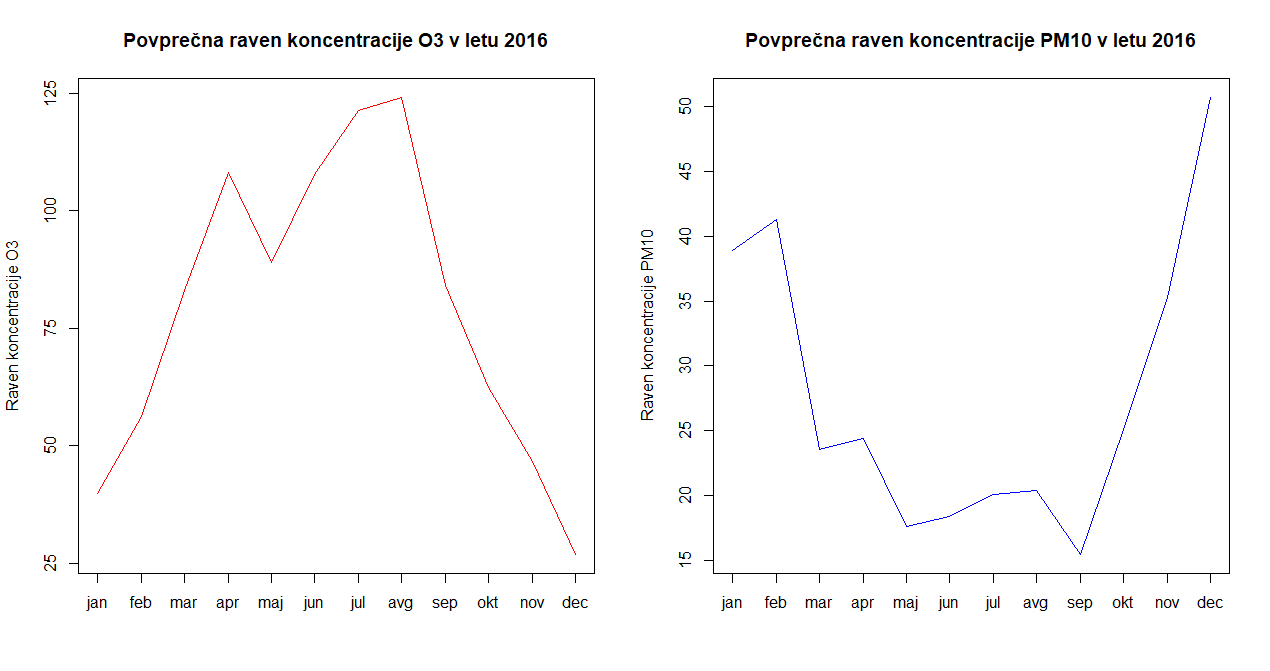 Povprečna raven koncentracije O3 v letu 2016
Raven koncentracije O3
125
100
75
50
25
jan feb mar apr maj jun jul avg sep okt nov dec
Povprečna raven koncentracije PM10 v letu 2016
Raven koncentracije PM10
50
45
40
35
30
25
20
15
jan feb mar apr maj jun jul avg sep okt nov dec